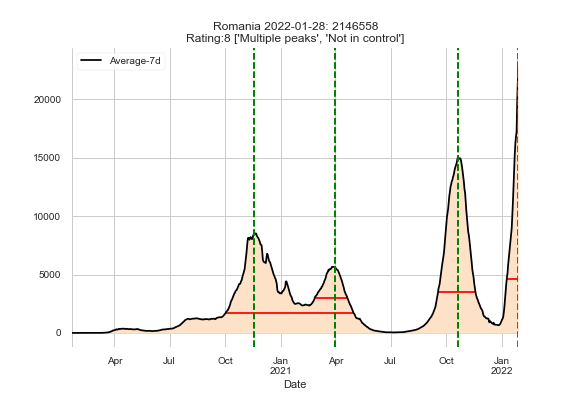 Romania 2022-01-28: 2146558
Rating:8 ['Multiple peaks', 'Not in control']
Average-7d
20000
15000
10000
5000
0
Apr Jul Oct Jan Apr Jul Oct Jan
2021 2022
Date